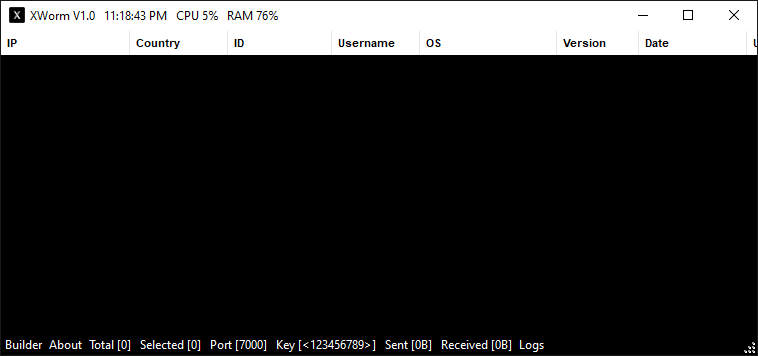 X XWorm V1.0 11:18:43 PM CPU 5% RAM 76%
IP Country ID Username OS Version Date
Builder About Total [0] Selected [0] Port [7000] Key [<123456789>] Sent [0B] Received [0B] Logs